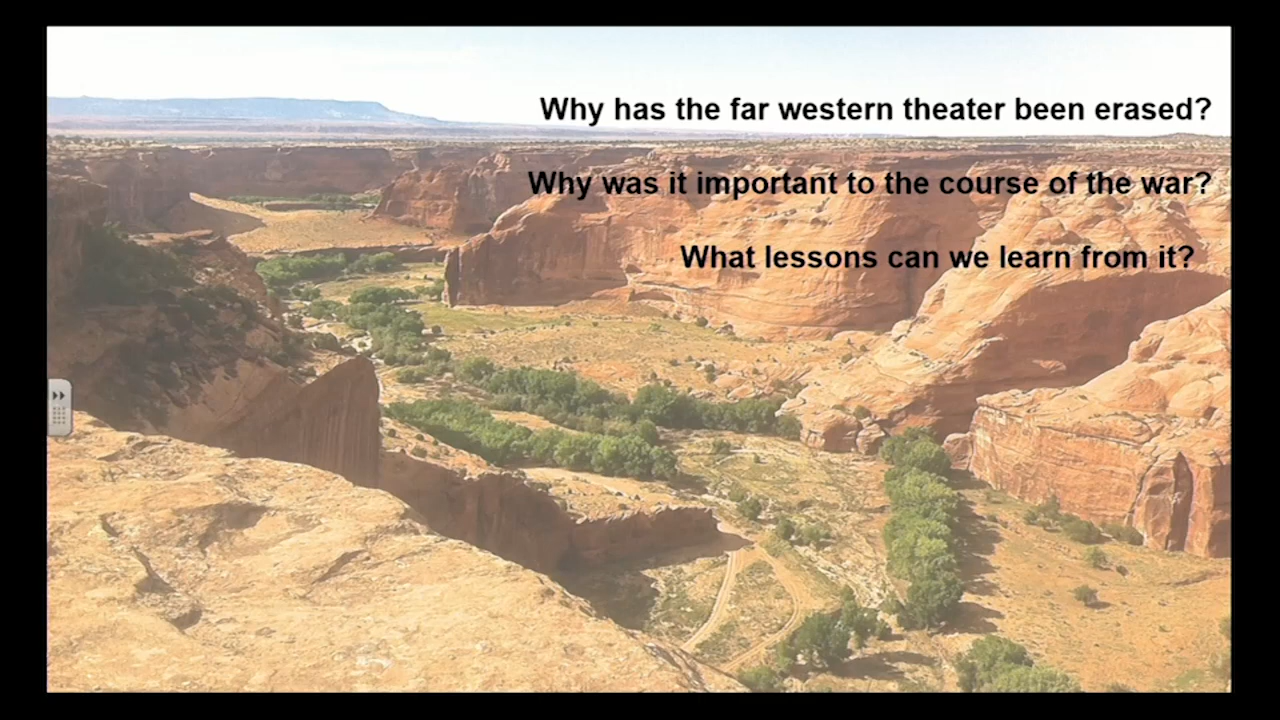 Why has the far western theater been erased?
Why was it important to the course of the war?
What lessons can we learn from it?